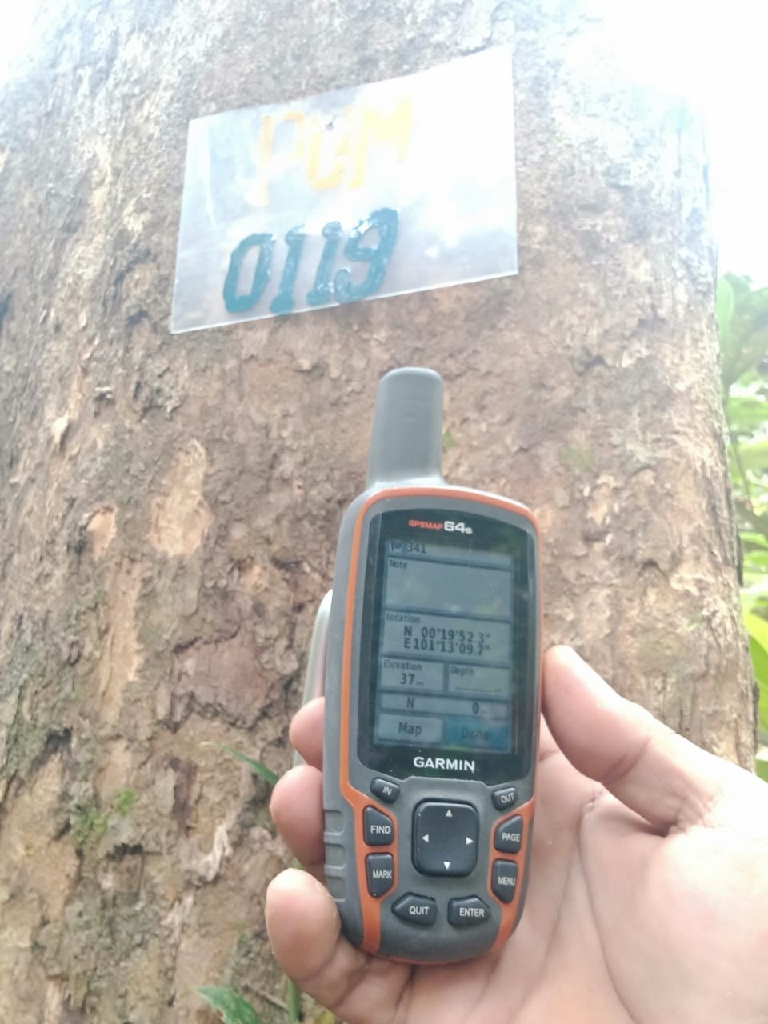 PGM
0119
GPSMAP 64s
341
Note
Location
N 00°19'52.3"
E101°13'09.7"
Elevation
Depth
37
N
0
Map
Done
GARMIN
IN
OUT
FIND
PAGE
MARK
MENU
QUIT
ENTER